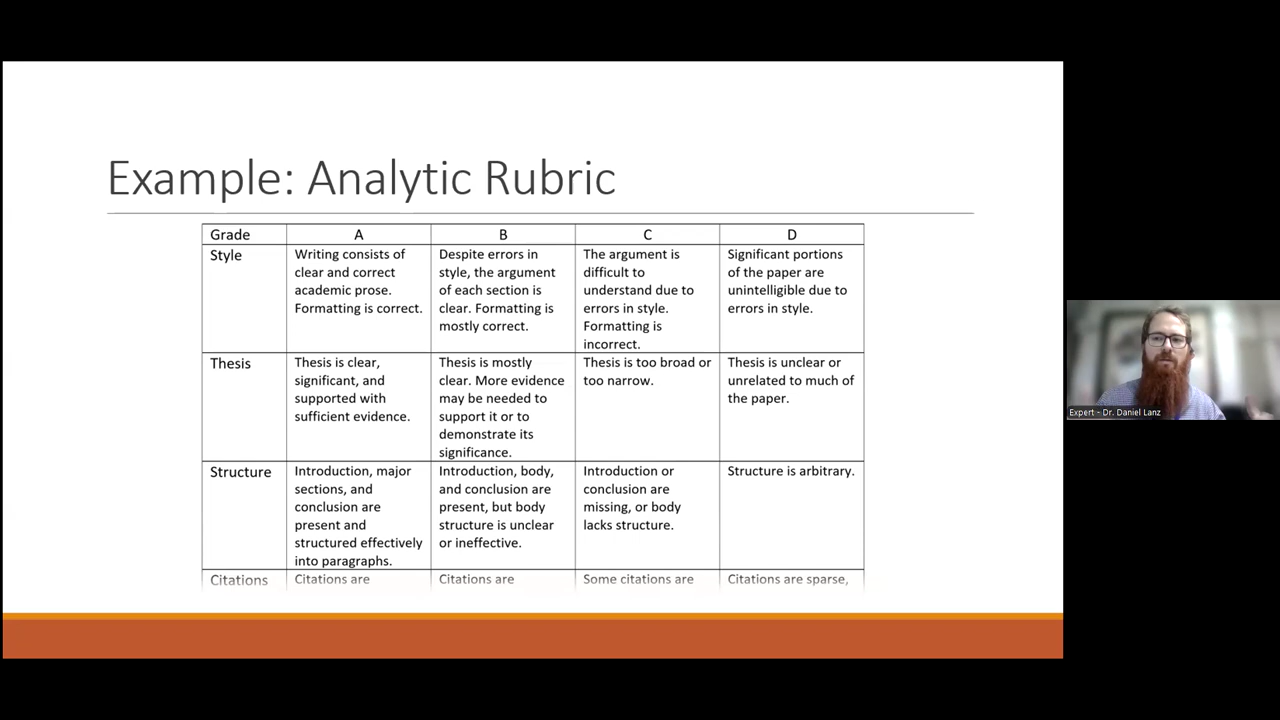 Example: Analytic Rubric
Grade A B C D
Style
Writing consists of
clear and correct
academic prose.
Formatting is correct.
Despite errors in
style, the argument
of each section is
clear. Formatting is
mostly correct.
The argument is
difficult to
understand due to
errors in style.
Formatting is
incorrect.
Significant portions
of the paper are
unintelligible due to
errors in style.
Thesis
Thesis is clear,
significant, and
supported with
sufficient evidence.
Thesis is mostly
clear. More evidence
may be needed to
support it or to
demonstrate its
significance.
Thesis is too broad or
too narrow.
Thesis is unclear or
unrelated to much of
the paper.
Structure
Introduction, major
sections, and
conclusion are
present and
structured effectively
into paragraphs.
Introduction, body,
and conclusion are
present, but body
structure is unclear
or ineffective.
Introduction or
conclusion are
missing, or body
lacks structure.
Structure is arbitrary.
Citations
Citations are
Citations are
Some citations are
Citations are sparse,
Expert - Dr. Daniel Lanz